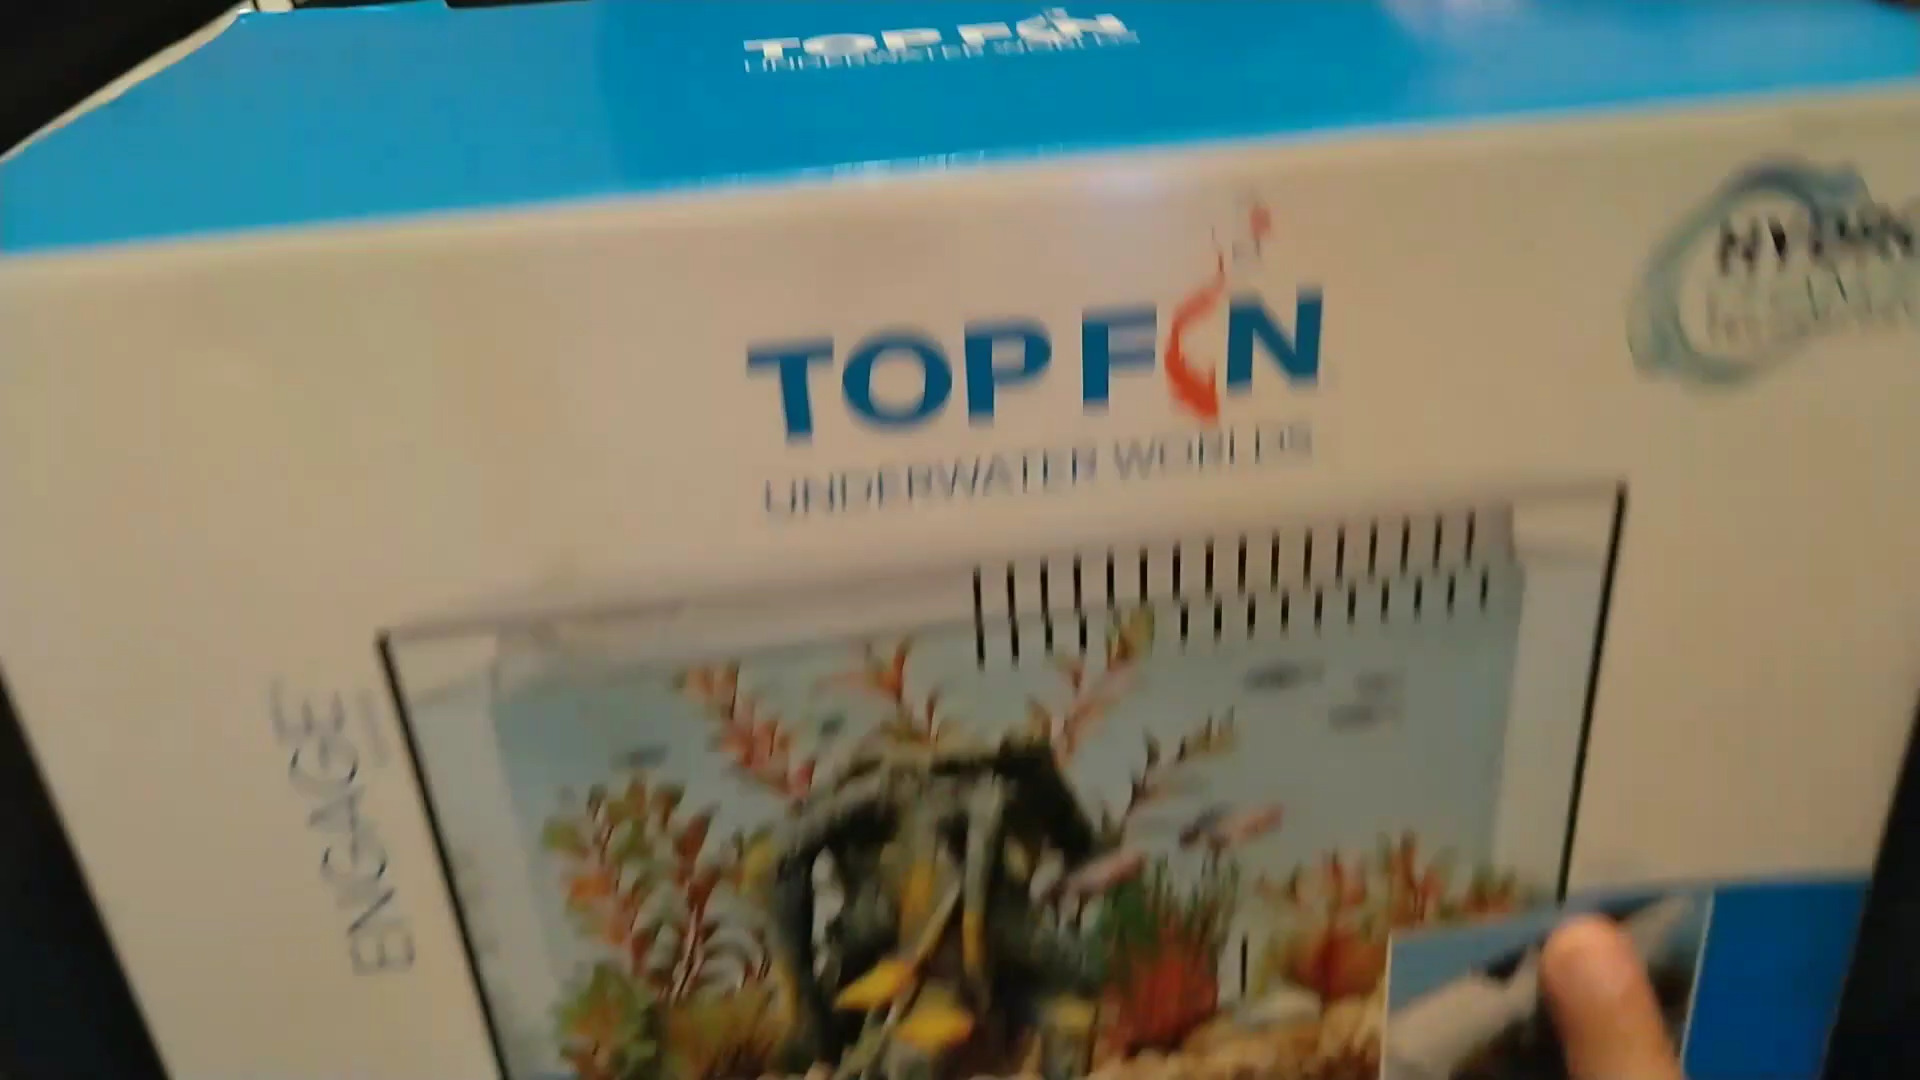 TOP FIN
UNDERWATER WORLDS
TOP FIN
UNDERWATER WORLDS
ENGAGE